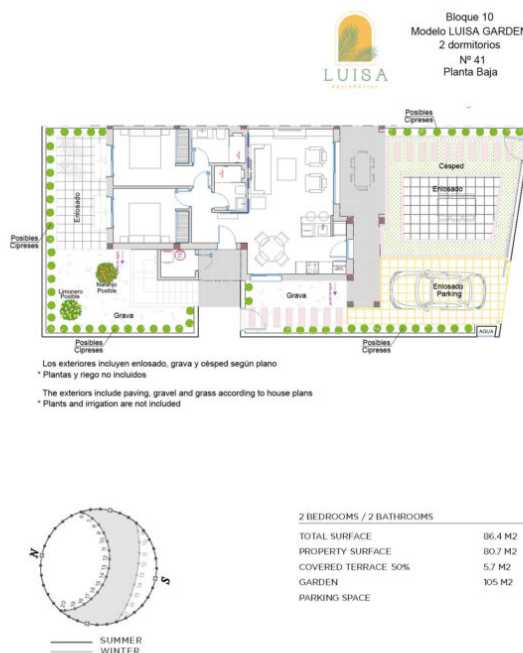 Bloque 10
Modelo LUISA GARDEN
2 dormitorios
Nº 41
Planta Baja
LUISA
RESIDENTIAL
Posibles
Cipreses
Césped
Enlosado
Enlosado
Posibles
Cipreses
Limonero
Posible
Naranjo
Posible
Grava
Grava
Enlosado
Parking
AGUA
Posibles
Cipreses
Posibles
Cipreses
Los exteriores incluyen enlosado, grava y césped según plano
* Plantas y riego no incluidos
The exteriors include paving, gravel and grass according to house plans
* Plants and irrigation are not included
N
S
SUMMER
WINTER
2 BEDROOMS / 2 BATHROOMS
TOTAL SURFACE 86.4 M2
PROPERTY SURFACE 80.7 M2
COVERED TERRACE 50% 5.7 M2
GARDEN 105 M2
PARKING SPACE